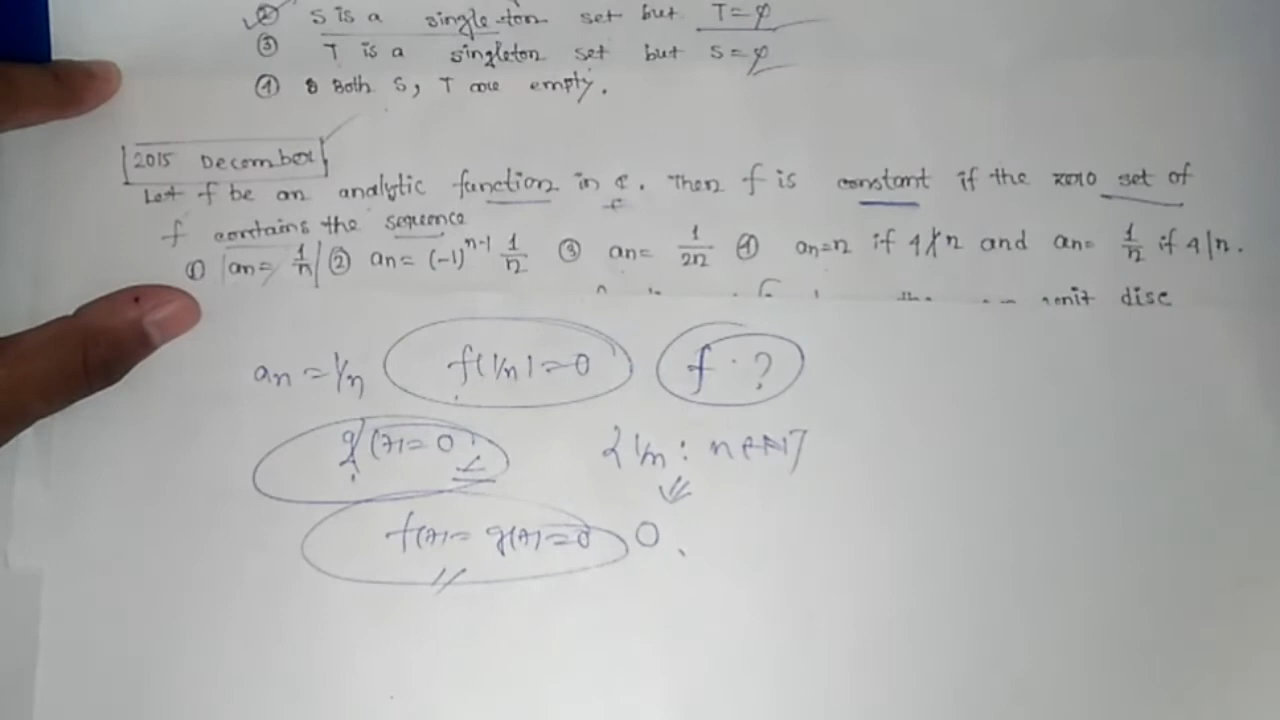 ② S is a single ton set but T = φ
③ T is a singleton set but S = φ
④ Both S, T are empty.
2015 December
Let f be an analytic function in ¢. Then f is constant if the zero set of
f contains the sequence
① an = 1/n ② an = (-1)^{n-1} 1/n ③ an = 1/2n ④ an=n if 4∤n and an= 1/n if 4|n.
unit disc
an = 1/n f(1/n) = 0 f ?
g(z) = 0 {1/n : n∈N}
f(z) = g(z) = 0 0